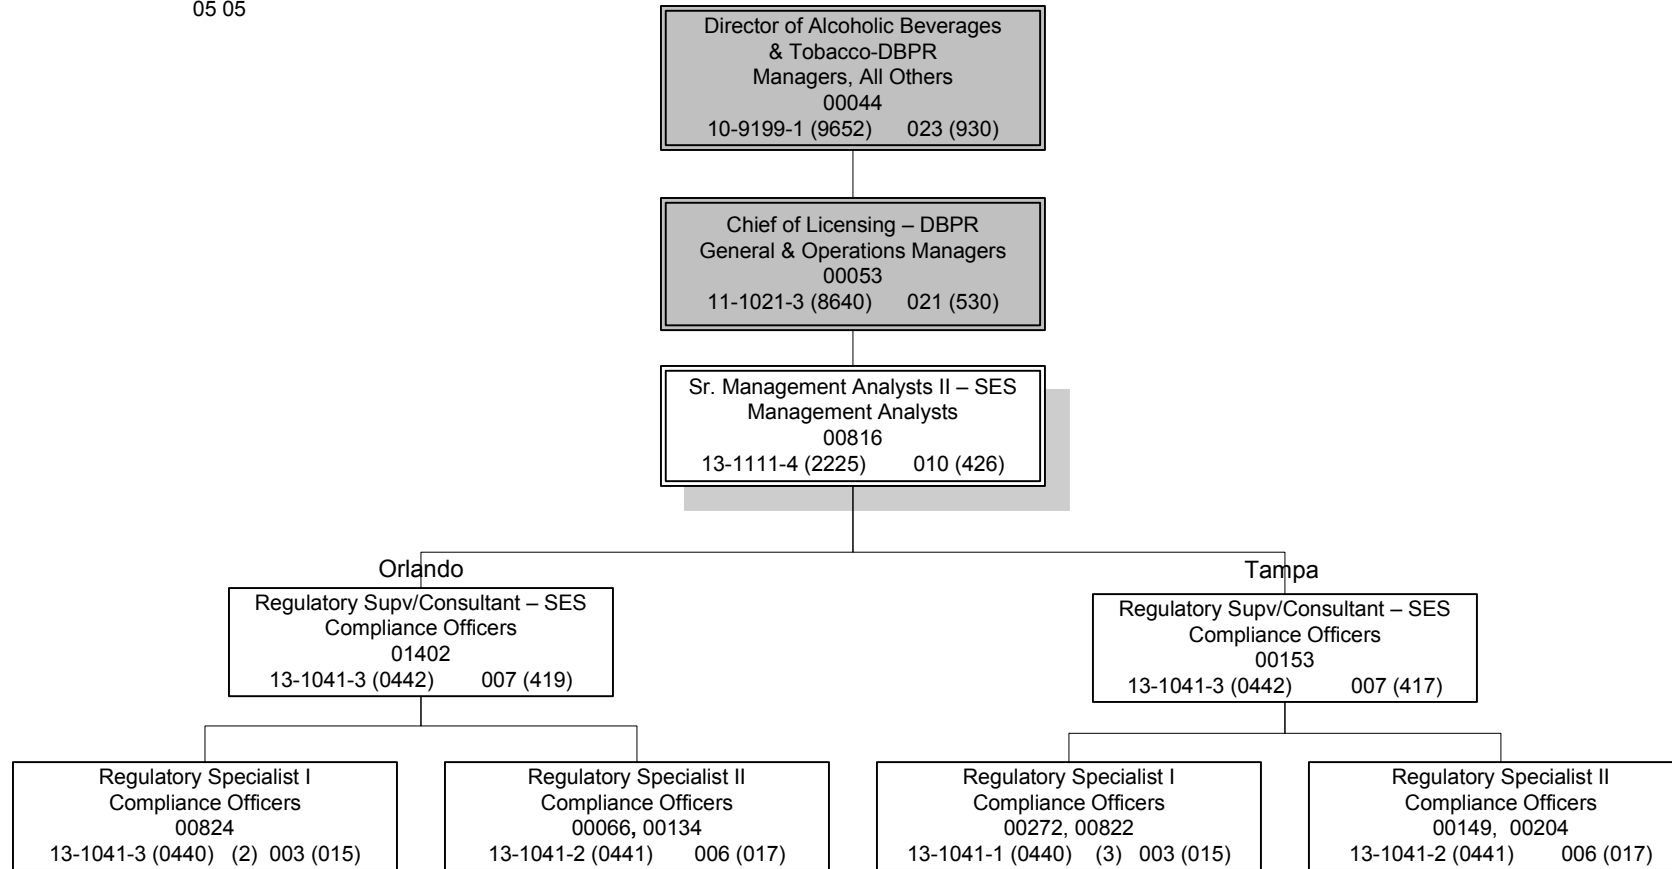 05 05
Director of Alcoholic Beverages
& Tobacco-DBPR
Managers, All Others
00044
10-9199-1 (9652) 023 (930)
Chief of Licensing – DBPR
General & Operations Managers
00053
11-1021-3 (8640) 021 (530)
Sr. Management Analysts II – SES
Management Analysts
00816
13-1111-4 (2225) 010 (426)
Orlando
Regulatory Supv/Consultant – SES
Compliance Officers
01402
13-1041-3 (0442) 007 (419)
Tampa
Regulatory Supv/Consultant – SES
Compliance Officers
00153
13-1041-3 (0442) 007 (417)
Regulatory Specialist I
Compliance Officers
00824
13-1041-3 (0440) (2) 003 (015)
Regulatory Specialist II
Compliance Officers
00066, 00134
13-1041-2 (0441) 006 (017)
Regulatory Specialist I
Compliance Officers
00272, 00822
13-1041-1 (0440) (3) 003 (015)
Regulatory Specialist II
Compliance Officers
00149, 00204
13-1041-2 (0441) 006 (017)